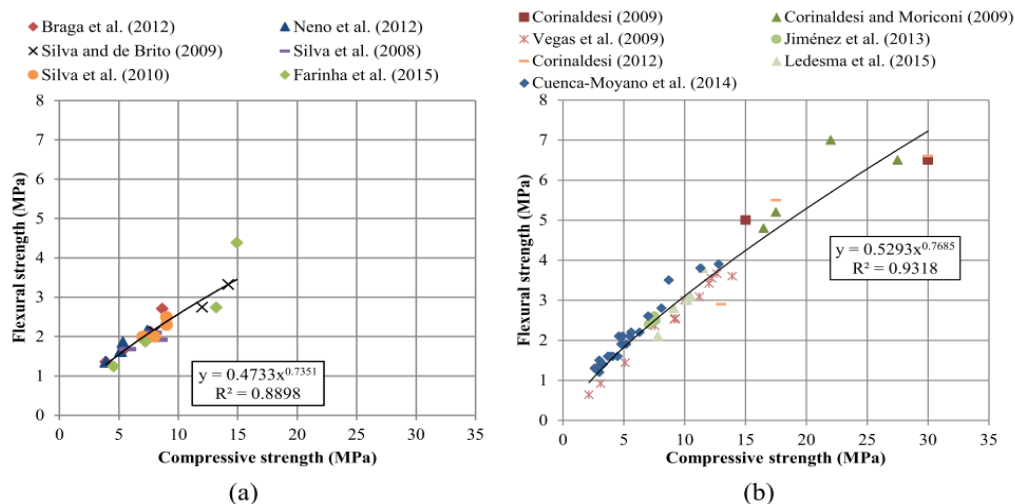 Braga et al. (2012) Neno et al. (2012)
Silva and de Brito (2009) Silva et al. (2008)
Silva et al. (2010) Farinha et al. (2015)
8
7
6
5
4
3
2
1
0
Flexural strength (MPa)
y = 0.4733x^0.7351
R² = 0.8898
0 5 10 15 20 25 30 35
Compressive strength (MPa)
(a)
Corinaldesi (2009) Corinaldesi and Moriconi (2009)
Vegas et al. (2009) Jiménez et al. (2013)
Corinaldesi (2012) Ledesma et al. (2015)
Cuenca-Moyano et al. (2014)
8
7
6
5
4
3
2
1
0
Flexural strength (MPa)
y = 0.5293x^0.7685
R² = 0.9318
0 5 10 15 20 25 30 35
Compressive strength (MPa)
(b)